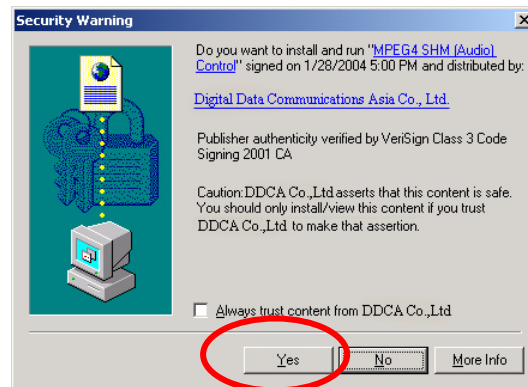 Security Warning
Do you want to install and run "MPEG4 SHM (Audio)
Control" signed on 1/28/2004 5:00 PM and distributed by:
Digital Data Communications Asia Co., Ltd.
Publisher authenticity verified by VeriSign Class 3 Code
Signing 2001 CA
Caution: DDCA Co.,Ltd asserts that this content is safe.
You should only install/view this content if you trust
DDCA Co.,Ltd to make that assertion.
Always trust content from DDCA Co.,Ltd
Yes No More Info